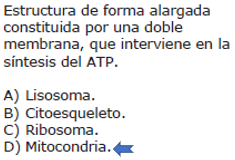 Estructura de forma alargada
constituida por una doble
membrana, que interviene en la
síntesis del ATP.
A) Lisosoma.
B) Citoesqueleto.
C) Ribosoma.
D) Mitocondria.